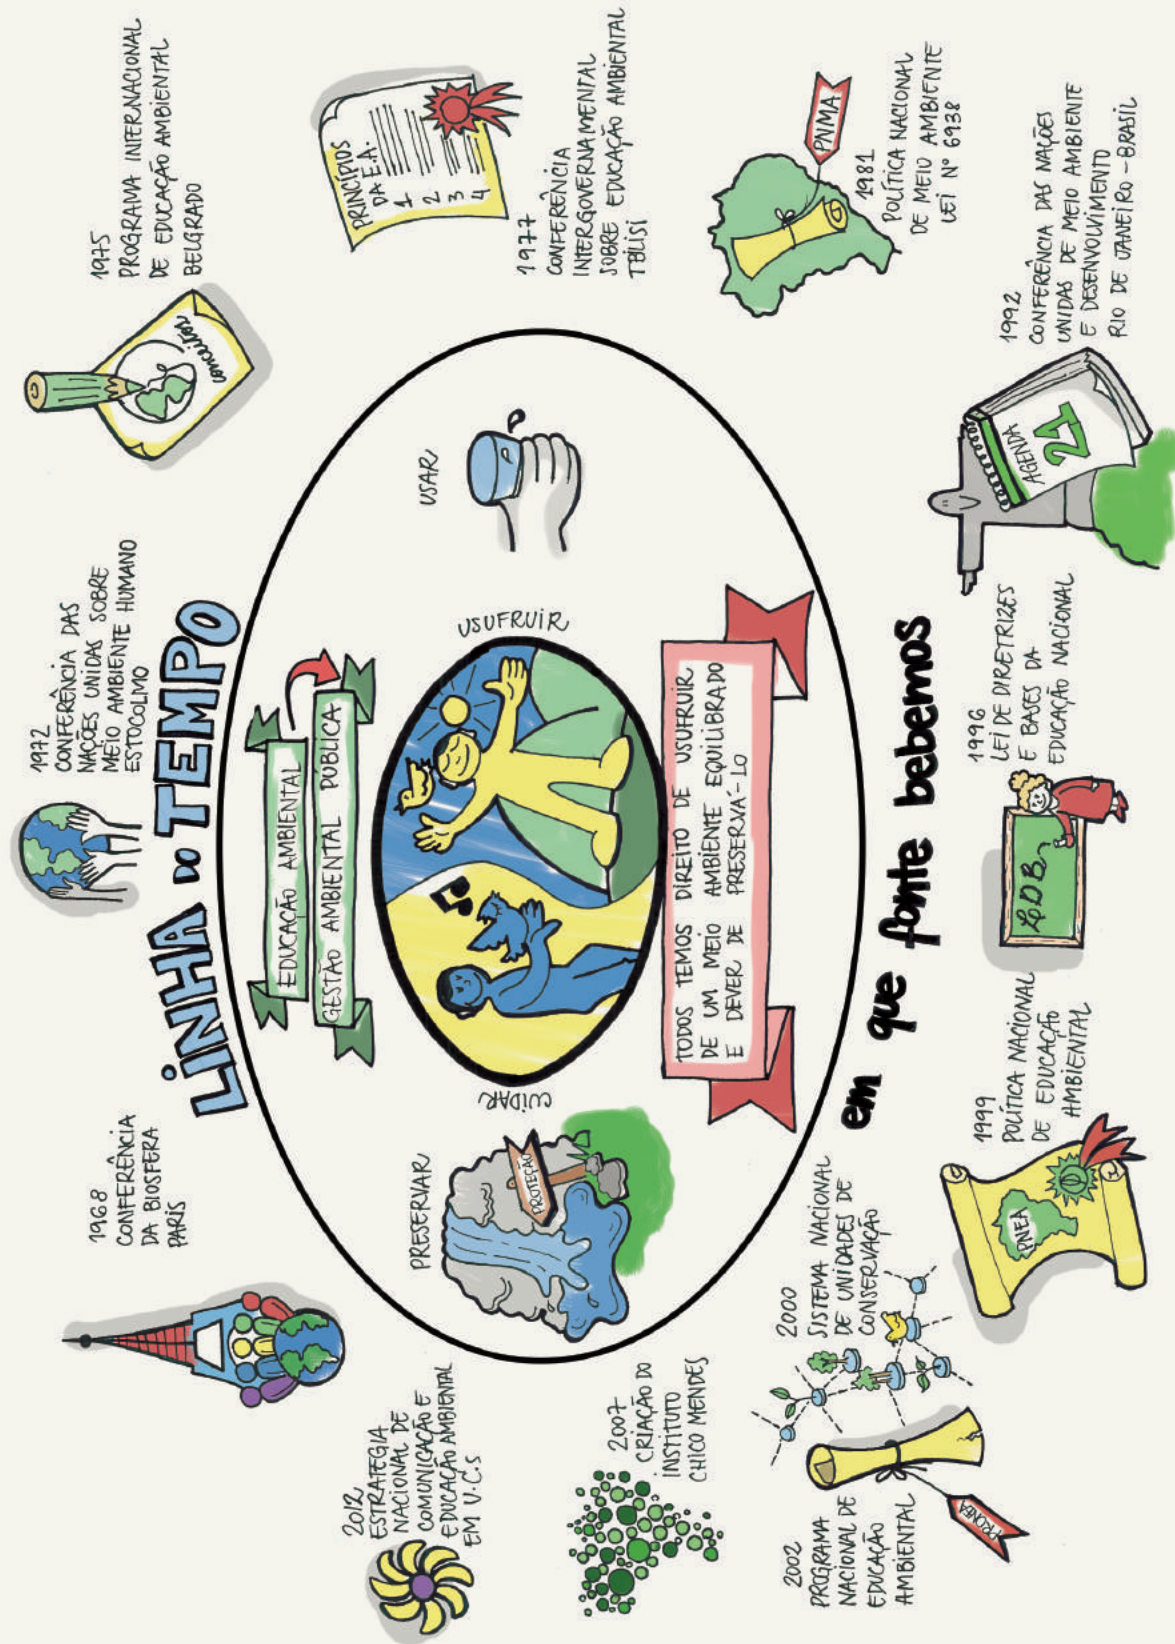 LINHA DO TEMPO
1968
CONFERÊNCIA
DA BIOSFERA
PARIS
1972
CONFERÊNCIA DAS
NAÇÕES UNIDAS SOBRE
MEIO AMBIENTE HUMANO
ESTOCOLMO
1975
PROGRAMA INTERNACIONAL
DE EDUCAÇÃO AMBIENTAL
BELGRADO
conceitos
PRINCÍPIOS
DA E.A.
1
2
3
4
1977
CONFERÊNCIA
INTERGOVERNAMENTAL
SOBRE EDUCAÇÃO AMBIENTAL
TBILISI
PNMA
1981
POLÍTICA NACIONAL
DE MEIO AMBIENTE
LEI N° 6938
1992
CONFERÊNCIA DAS NAÇÕES
UNIDAS DE MEIO AMBIENTE
E DESENVOLVIMENTO
RIO DE JANEIRO - BRASIL
AGENDA
21
1996
LEI DE DIRETRIZES
E BASES DA
EDUCAÇÃO NACIONAL
LDB
1999
POLÍTICA NACIONAL
DE EDUCAÇÃO
AMBIENTAL
PNEA
2000
SISTEMA NACIONAL
DE UNIDADES DE
CONSERVAÇÃO
2002
PROGRAMA
NACIONAL DE
EDUCAÇÃO
AMBIENTAL
PRONEA
2007
CRIAÇÃO DO
INSTITUTO
CHICO MENDES
2012
ESTRATEGIA
NACIONAL DE
COMUNICAÇÃO E
EDUCAÇÃO AMBIENTAL
EM U.C.s
EDUCAÇÃO AMBIENTAL
GESTÃO AMBIENTAL PÚBLICA
PRESERVAR
PROTEÇÃO
CUIDAR
USUFRUIR
USAR
TODOS TEMOS DIREITO DE USUFRUIR
DE UM MEIO AMBIENTE EQUILIBRADO
E DEVER DE PRESERVÁ-LO
em que fonte bebemos